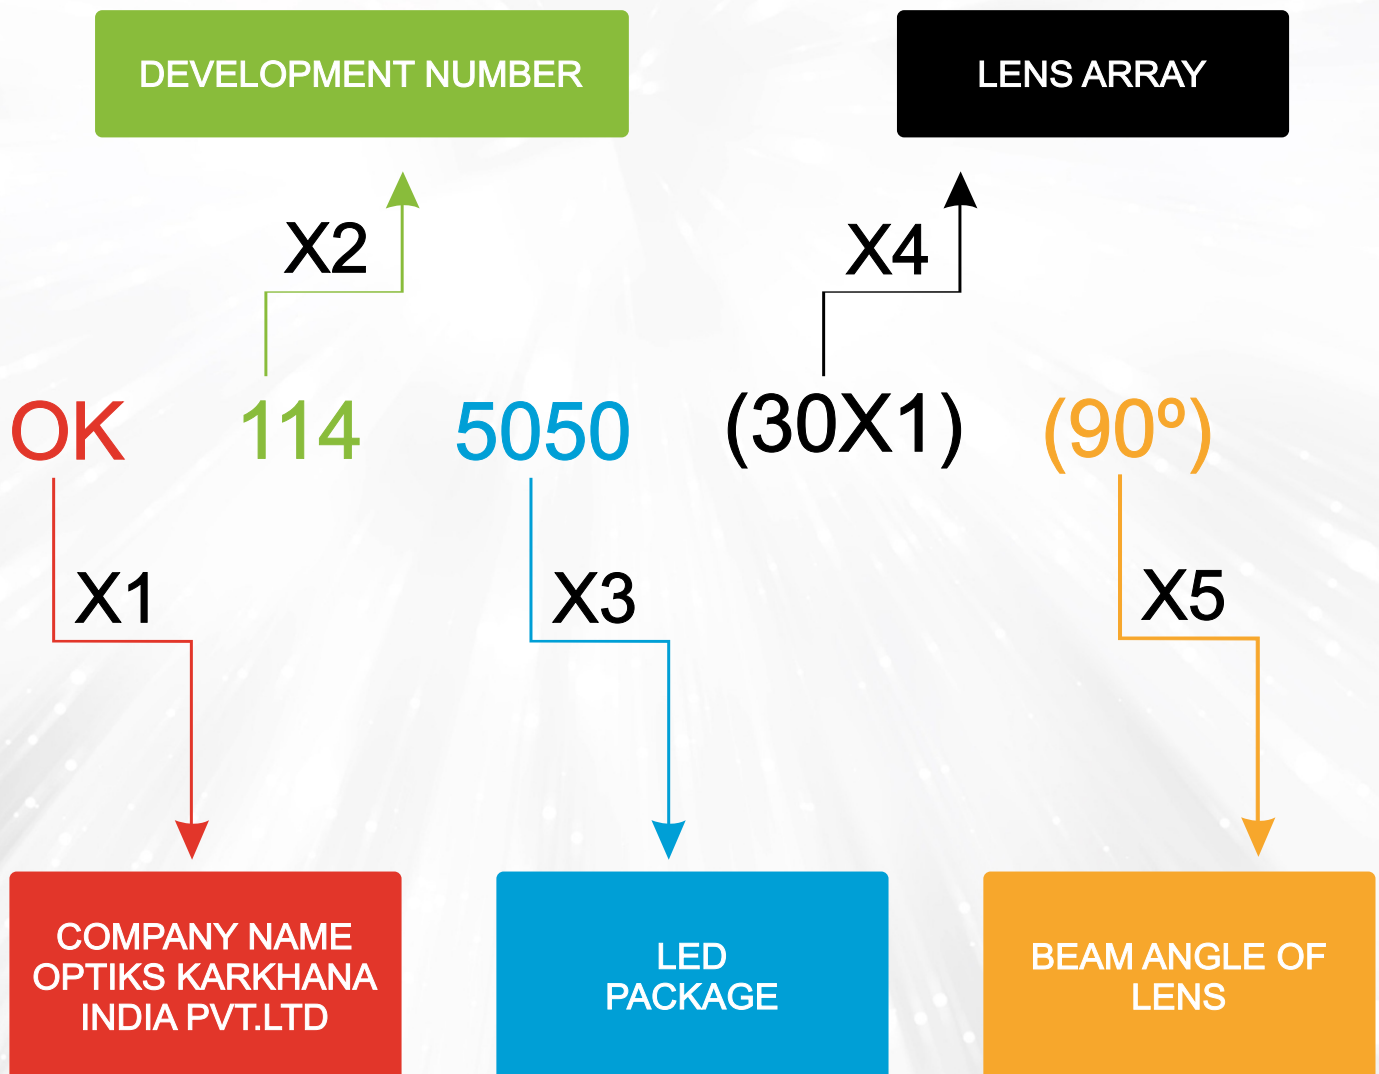 DEVELOPMENT NUMBER
LENS ARRAY
X2
X4
OK 114 5050 (30X1) (90º)
X1
X3
X5
COMPANY NAME
OPTIKS KARKHANA
INDIA PVT.LTD
LED
PACKAGE
BEAM ANGLE OF
LENS